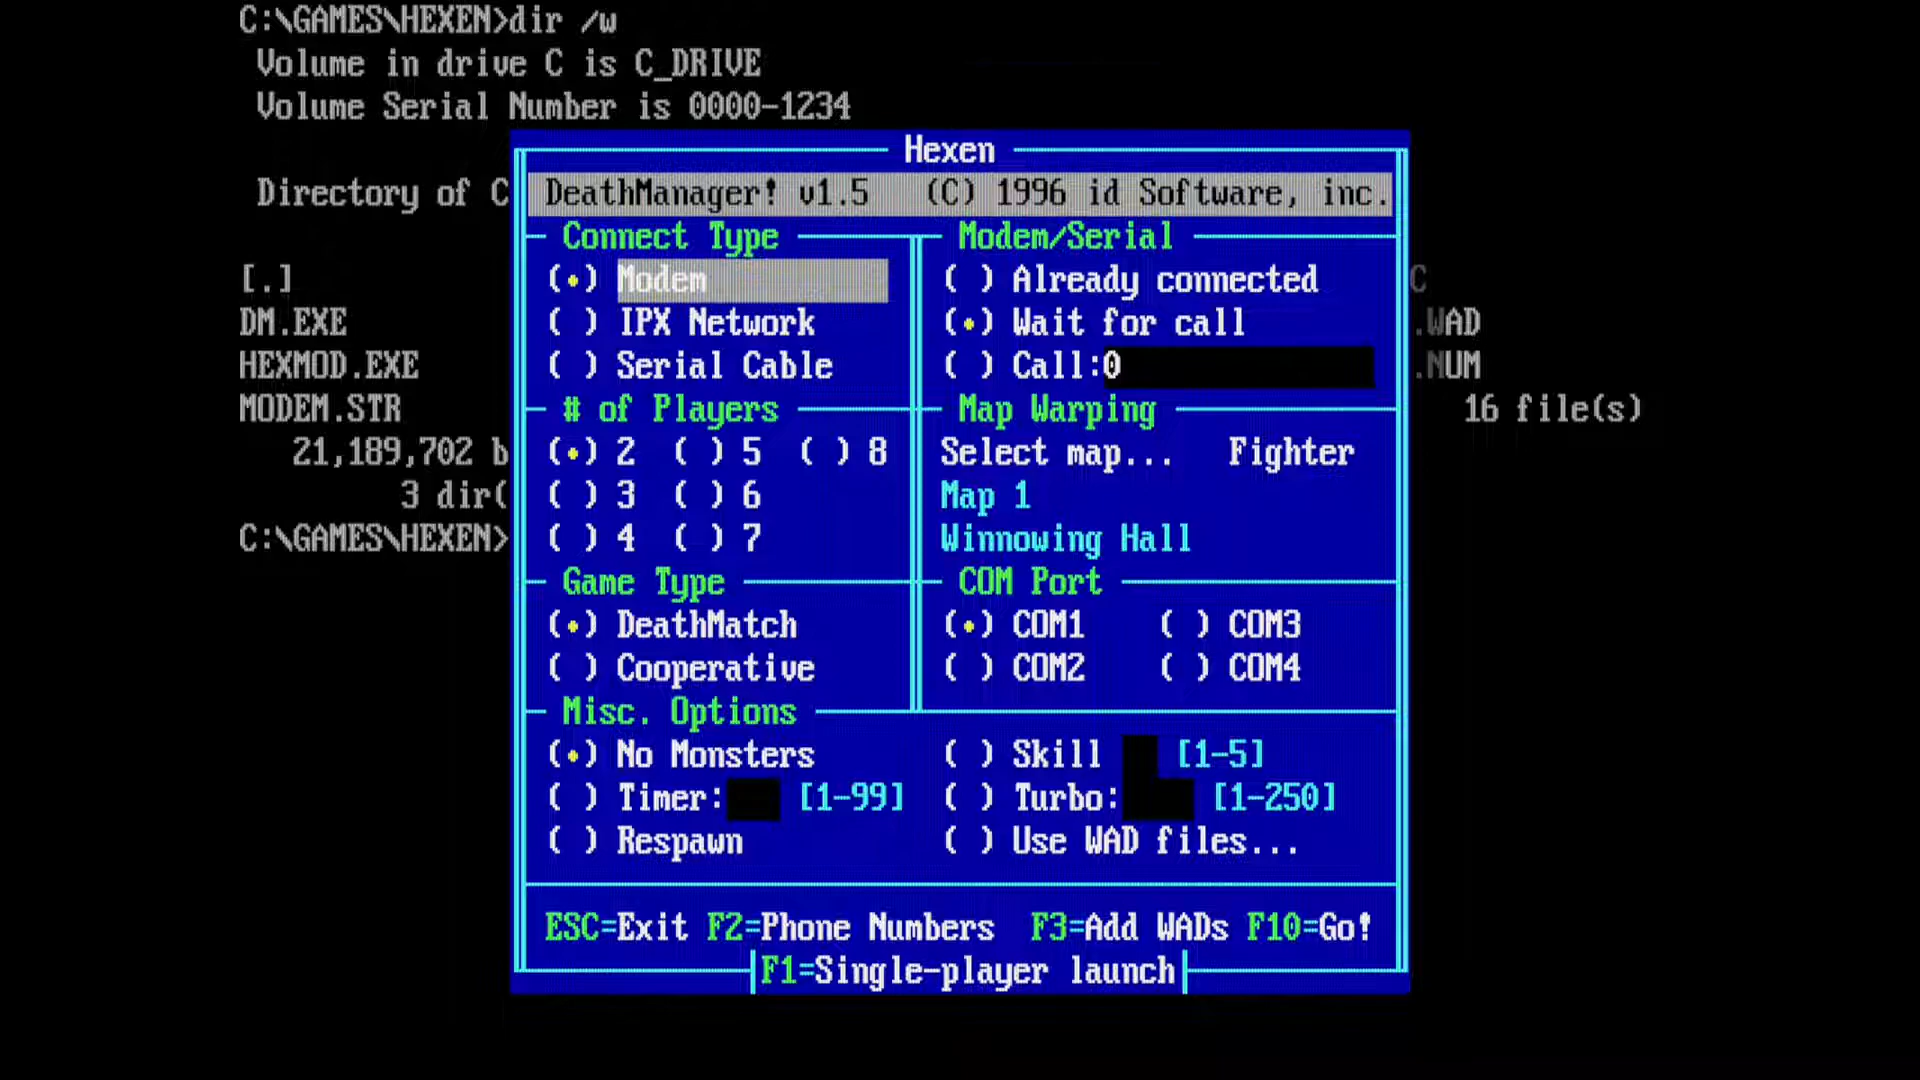 C:\GAMES\HEXEN>dir /w
Volume in drive C is C_DRIVE
Volume Serial Number is 0000-1234
Directory of C
[.]
DM.EXE
HEXMOD.EXE
MODEM.STR
21,189,702 b
3 dir(
C:\GAMES\HEXEN>
C
.WAD
.NUM
16 file(s)
Hexen
DeathManager! v1.5 (C) 1996 id Software, inc.
Connect Type
(•) Modem
( ) IPX Network
( ) Serial Cable
Modem/Serial
( ) Already connected
(•) Wait for call
( ) Call:0
# of Players
(•) 2 ( ) 5 ( ) 8
( ) 3 ( ) 6
( ) 4 ( ) 7
Map Warping
Select map... Fighter
Map 1
Winnowing Hall
Game Type
(•) DeathMatch
( ) Cooperative
COM Port
(•) COM1 ( ) COM3
( ) COM2 ( ) COM4
Misc. Options
(•) No Monsters ( ) Skill [1-5]
( ) Timer: [1-99] ( ) Turbo: [1-250]
( ) Respawn ( ) Use WAD files...
ESC=Exit F2=Phone Numbers F3=Add WADs F10=Go!
F1=Single-player launch